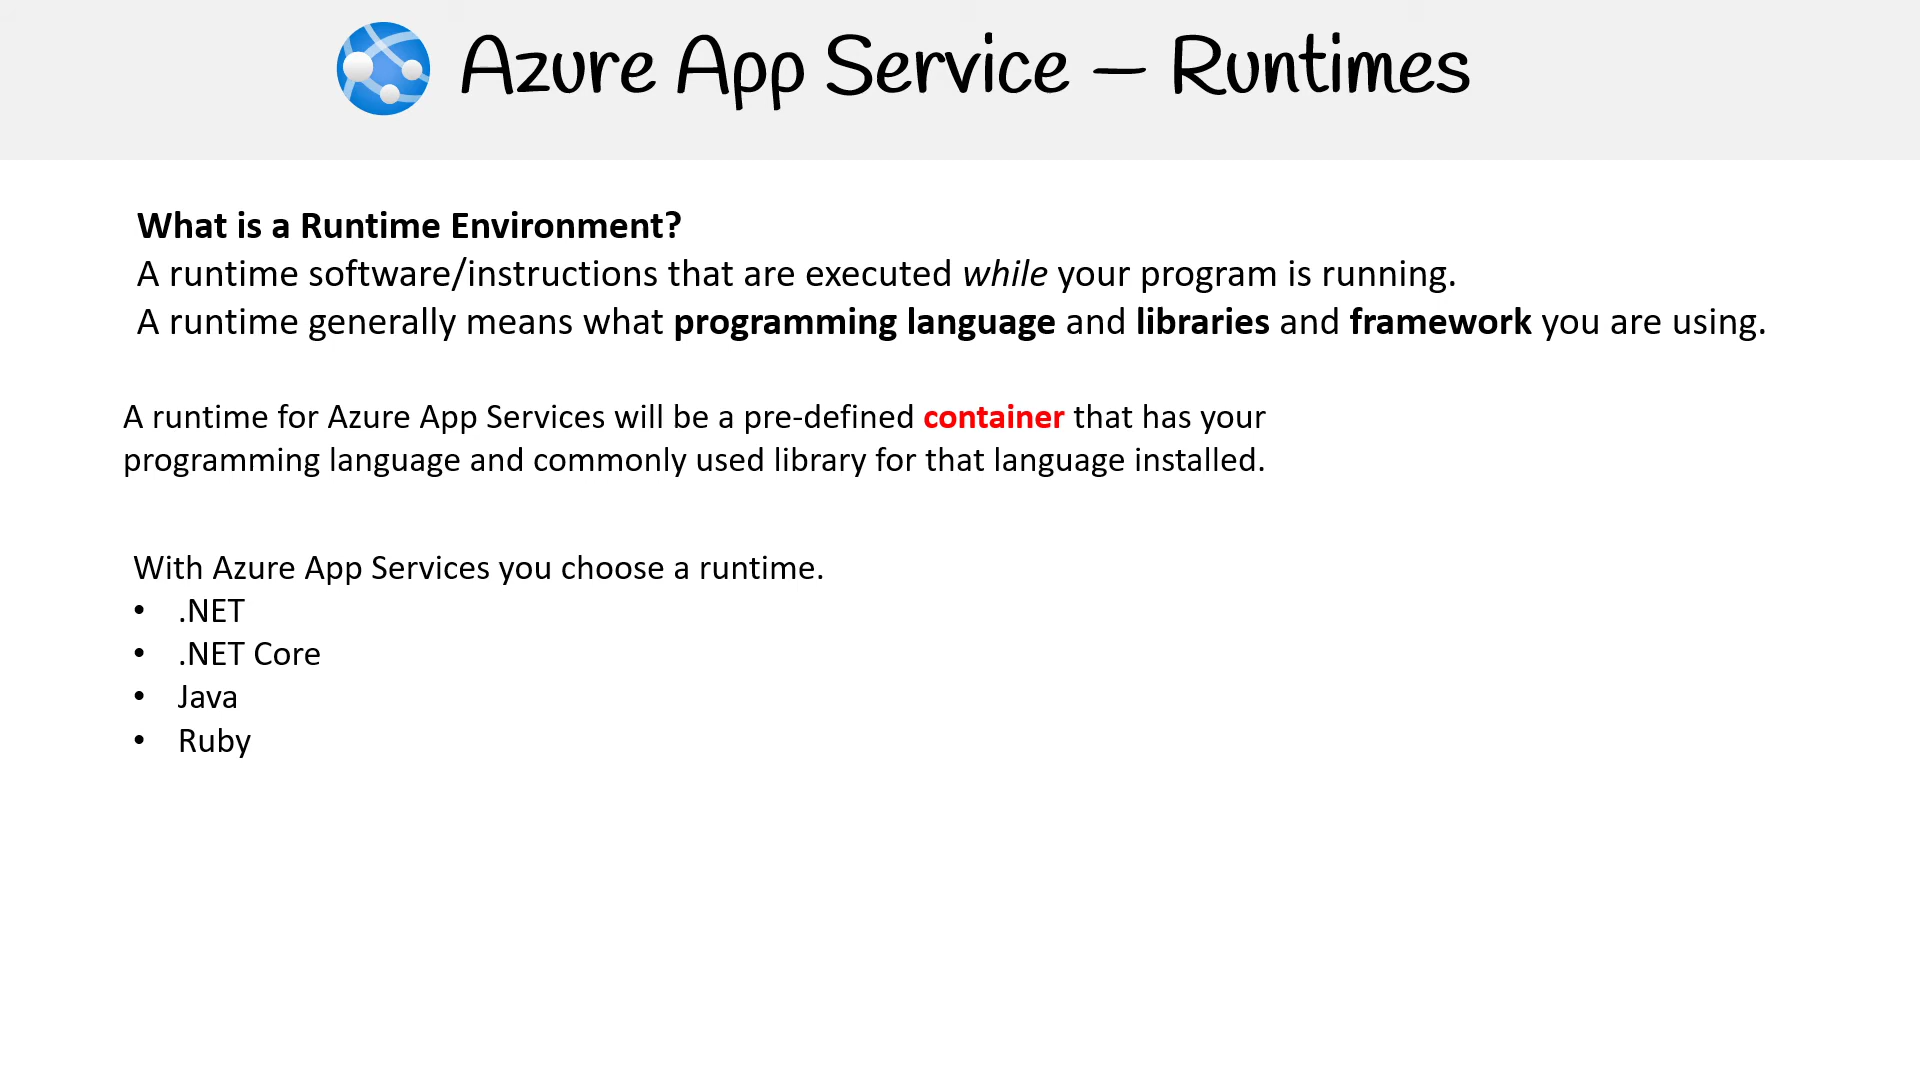 Azure App Service – Runtimes
What is a Runtime Environment?
A runtime software/instructions that are executed while your program is running.
A runtime generally means what programming language and libraries and framework you are using.
A runtime for Azure App Services will be a pre-defined container that has your
programming language and commonly used library for that language installed.
With Azure App Services you choose a runtime.
• .NET
• .NET Core
• Java
• Ruby